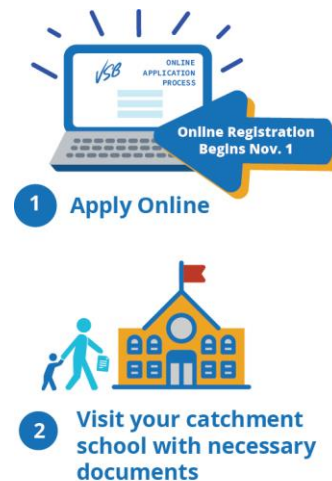 VSB
ONLINE
APPLICATION
PROCESS
Online Registration
Begins Nov. 1
1
Apply Online
2
Visit your catchment
school with necessary
documents